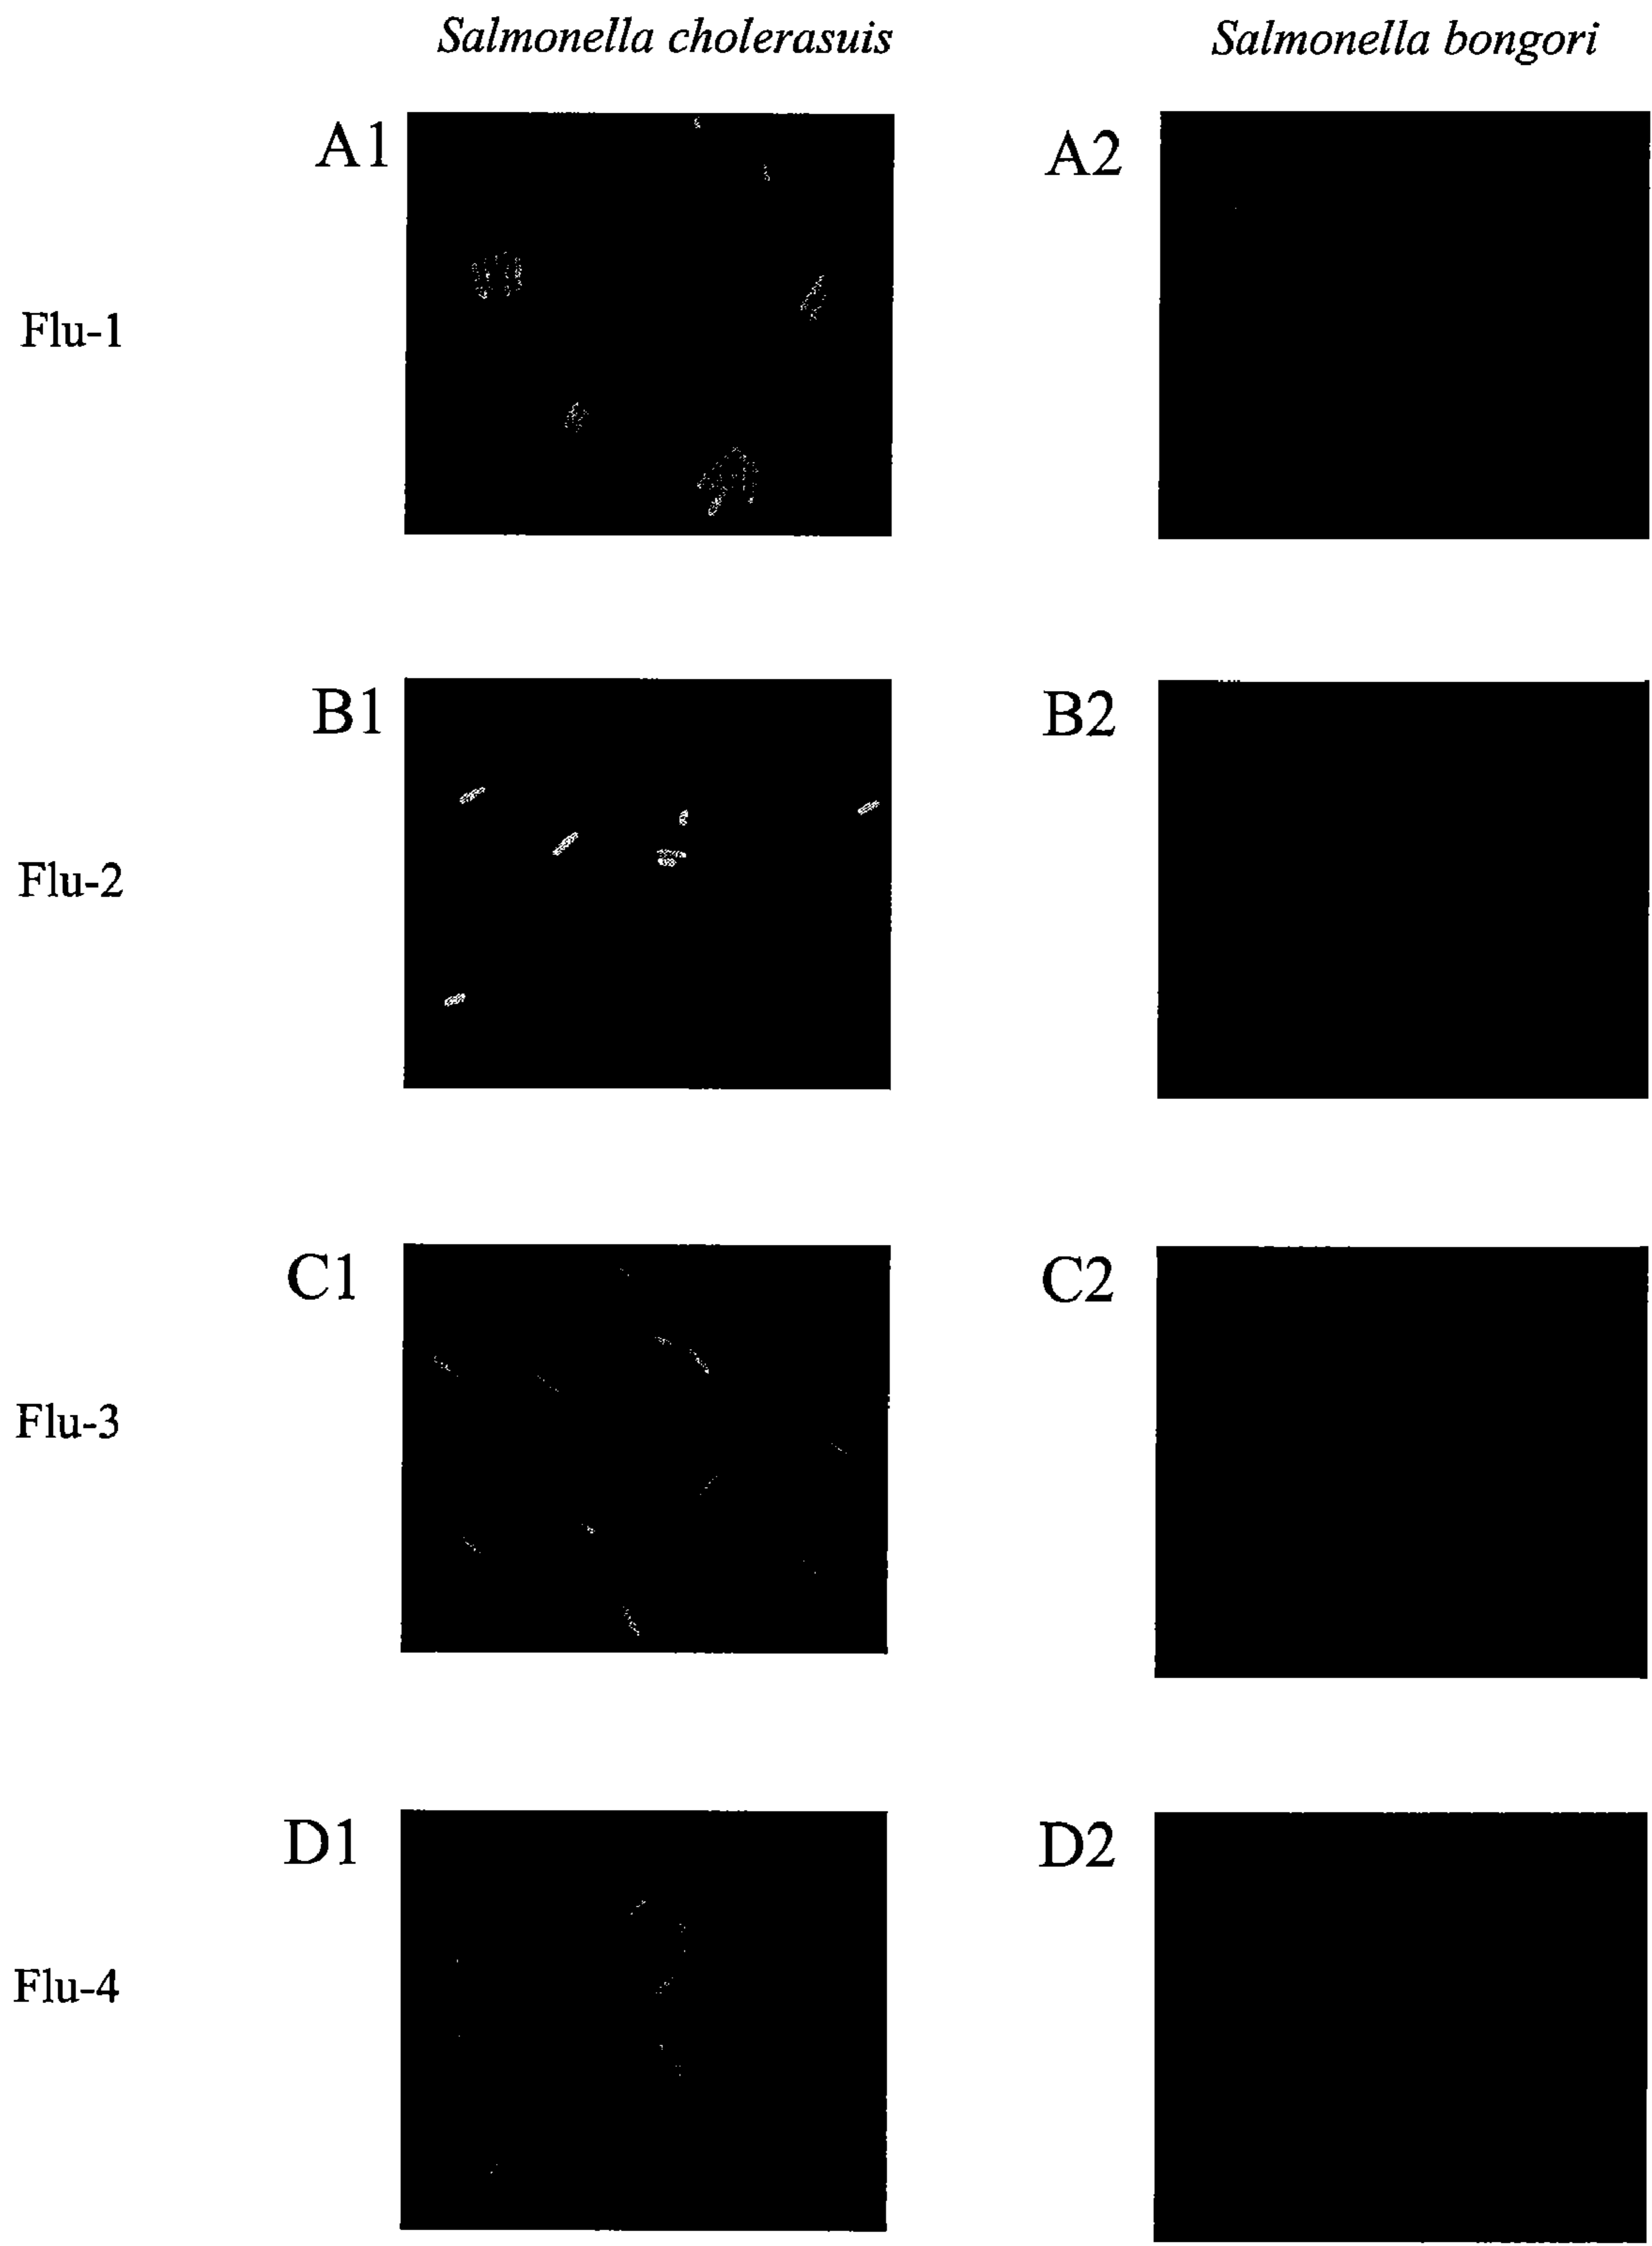 Salmonella cholerasuis Salmonella bongori
A1 A2
Flu-1
B1 B2
Flu-2
C1 C2
Flu-3
D1 D2
Flu-4